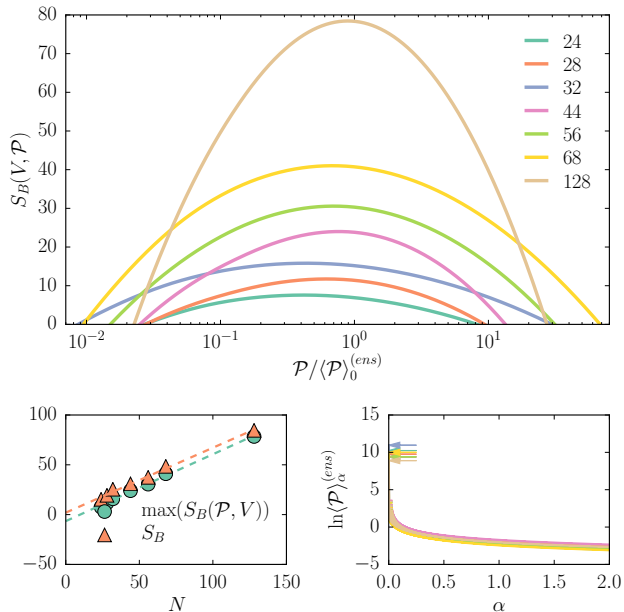 80
70
60
50
40
30
20
10
0
S_B(V, 𝒫)
24
28
32
44
56
68
128
10^{-2} 10^{-1} 10^0 10^1
𝒫/⟨𝒫⟩_0^{(ens)}
100
50
0
−50
max(S_B(𝒫, V))
S_B
0 50 100 150
N
15
10
5
0
−5
ln⟨𝒫⟩_α^{(ens)}
0.0 0.5 1.0 1.5 2.0
α